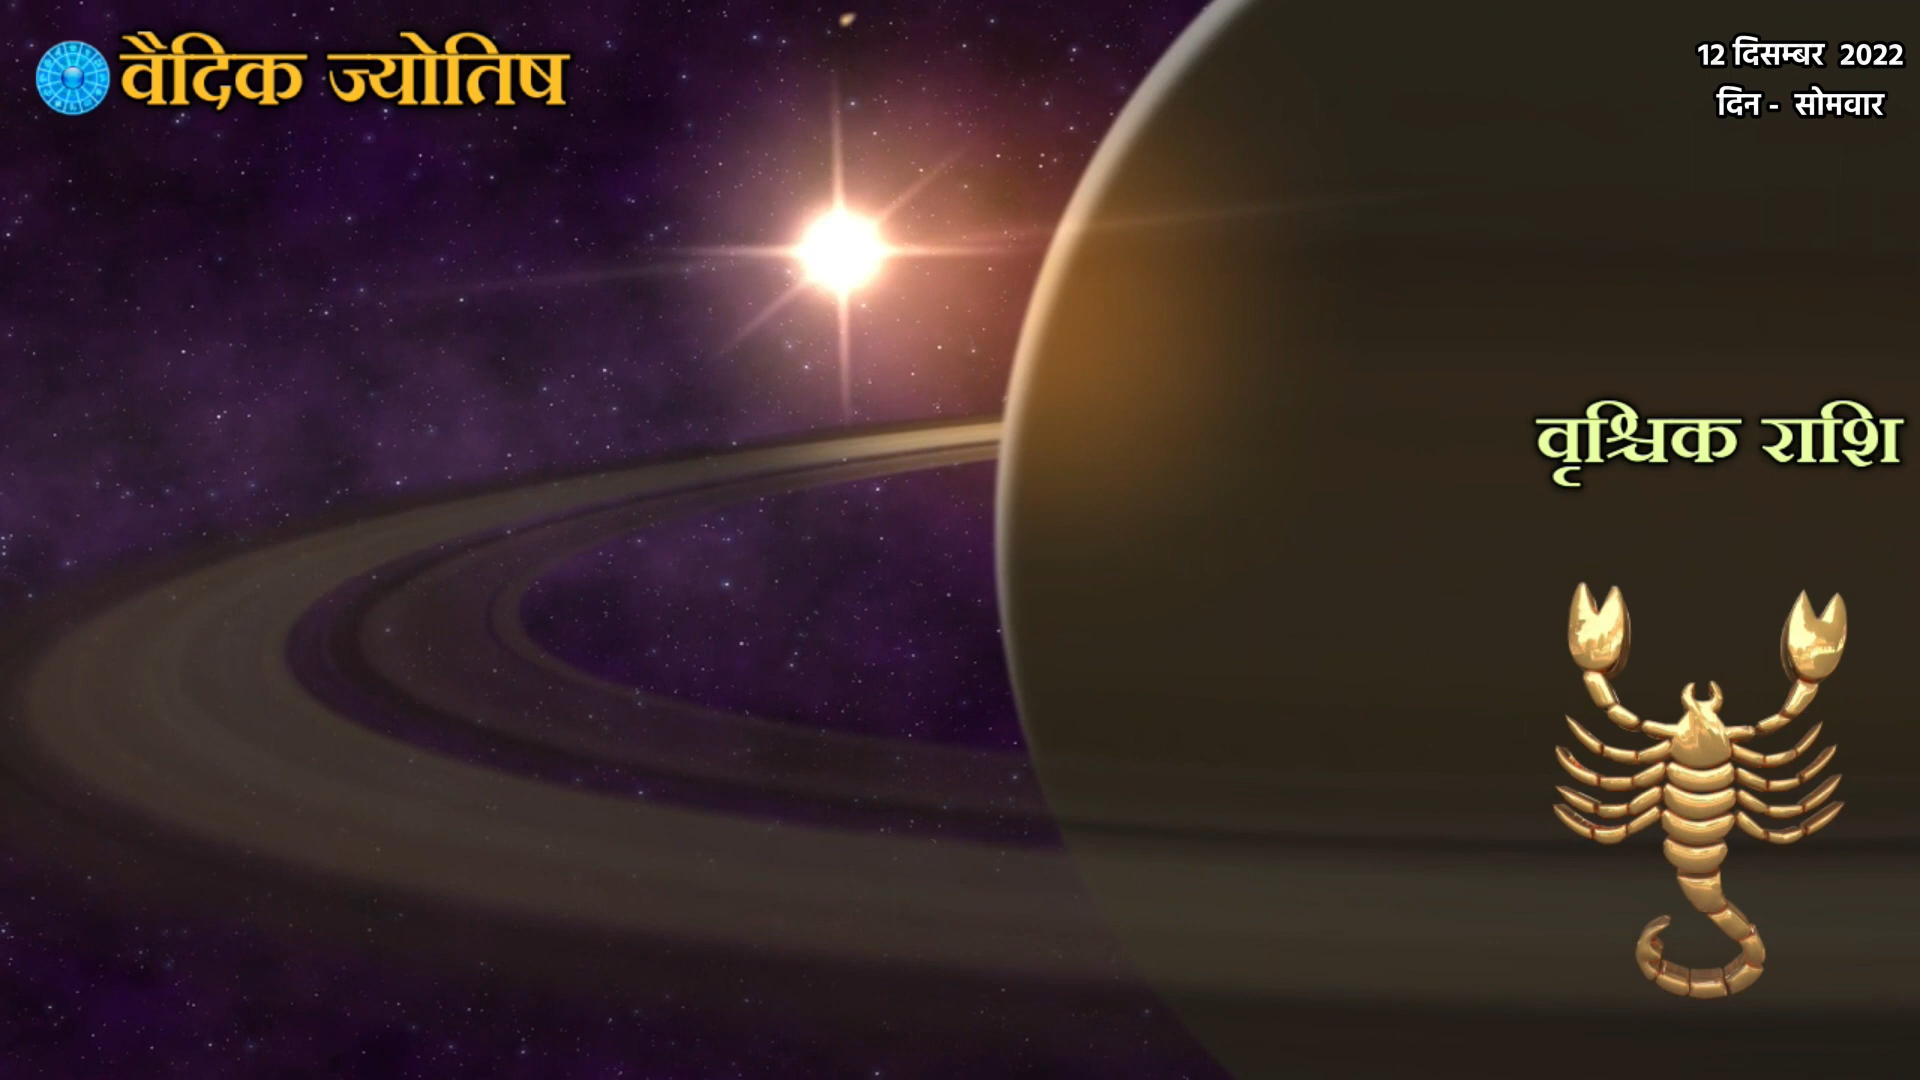 वैदिक ज्योतिष
12 दिसम्बर 2022
दिन - सोमवार
वृश्चिक राशि